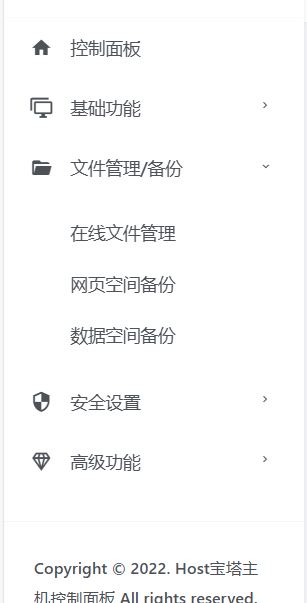 控制面板
基础功能
文件管理/备份
在线文件管理
网页空间备份
数据空间备份
安全设置
高级功能
Copyright © 2022. Host宝塔主
机控制面板 All rights reserved.